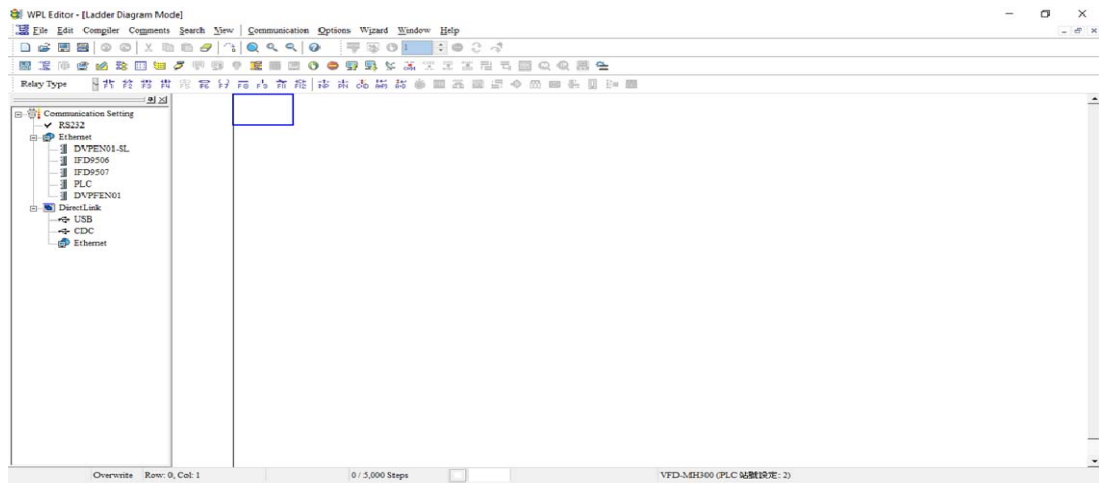 WPL Editor - [Ladder Diagram Mode]
File Edit Compiler Comments Search View Communication Options Wizard Window Help
1
Relay Type
Communication Setting
RS232
Ethernet
DVPEN01-SL
IFD9506
IFD9507
PLC
DVPFEN01
DirectLink
USB
CDC
Ethernet
Overwrite Row: 0, Col: 1 0 / 5,000 Steps VFD-MH300 (PLC 站號設定: 2)